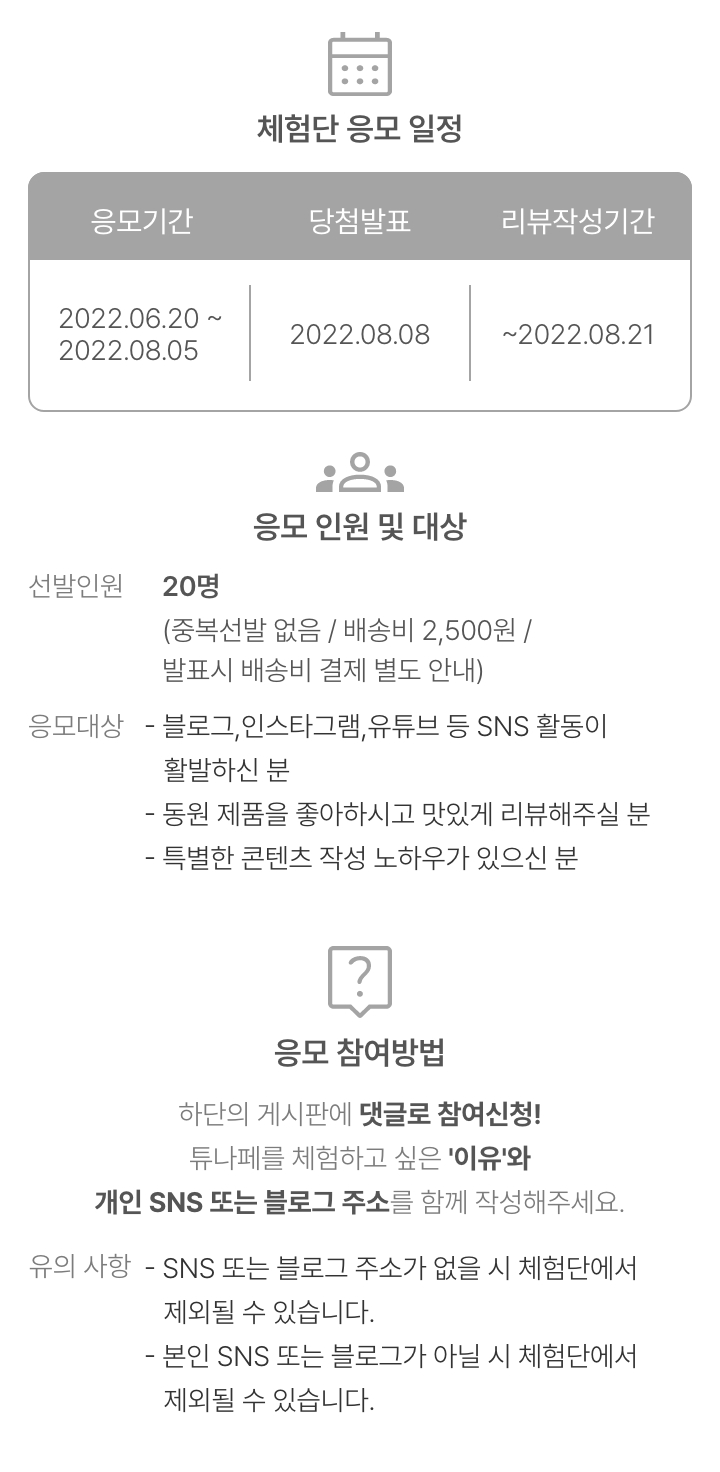 체험단 응모 일정
응모기간 당첨발표 리뷰작성기간
2022.06.20 ~
2022.08.05
2022.08.08
~2022.08.21
응모 인원 및 대상
선발인원 20명
(중복선발 없음 / 배송비 2,500원 /
발표시 배송비 결제 별도 안내)
응모대상 - 블로그,인스타그램,유튜브 등 SNS 활동이
활발하신 분
- 동원 제품을 좋아하시고 맛있게 리뷰해주실 분
- 특별한 콘텐츠 작성 노하우가 있으신 분
?
응모 참여방법
하단의 게시판에 댓글로 참여신청!
튜나페를 체험하고 싶은 '이유'와
개인 SNS 또는 블로그 주소를 함께 작성해주세요.
유의 사항 - SNS 또는 블로그 주소가 없을 시 체험단에서
제외될 수 있습니다.
- 본인 SNS 또는 블로그가 아닐 시 체험단에서
제외될 수 있습니다.